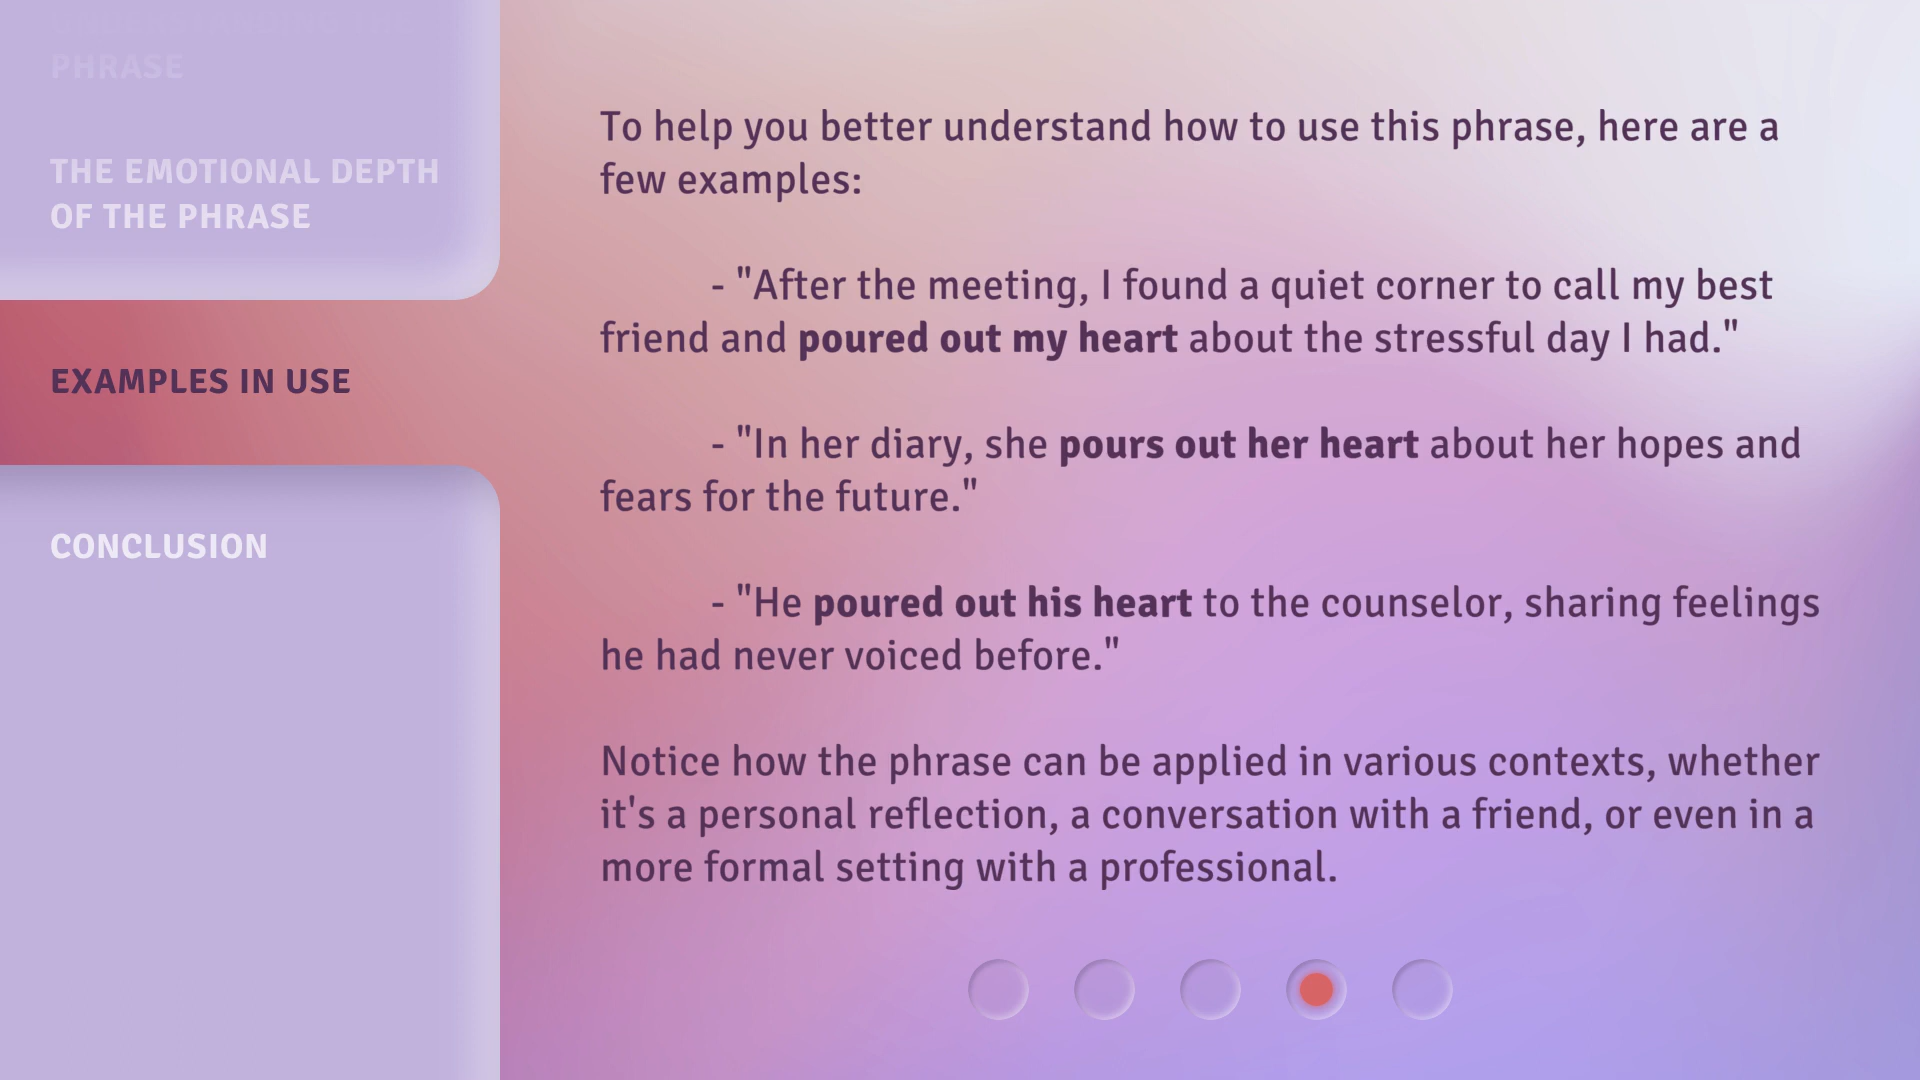 UNDERSTANDING THE
PHRASE
THE EMOTIONAL DEPTH
OF THE PHRASE
EXAMPLES IN USE
CONCLUSION
To help you better understand how to use this phrase, here are a
few examples:
- "After the meeting, I found a quiet corner to call my best
friend and poured out my heart about the stressful day I had."
- "In her diary, she pours out her heart about her hopes and
fears for the future."
- "He poured out his heart to the counselor, sharing feelings
he had never voiced before."
Notice how the phrase can be applied in various contexts, whether
it's a personal reflection, a conversation with a friend, or even in a
more formal setting with a professional.